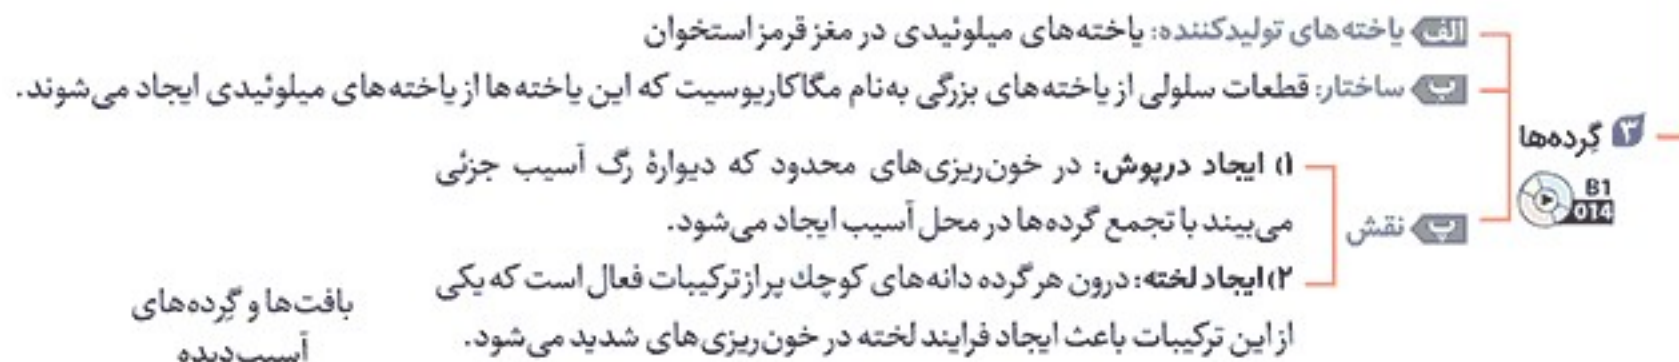 ۳ گِرده‌ها
B1
014
الف یاخته‌های تولیدکننده: یاخته‌های میلوئیدی در مغز قرمز استخوان
ب ساختار: قطعات سلولی از یاخته‌های بزرگی به‌نام مگاکاریوسیت که این یاخته‌ها از یاخته‌های میلوئیدی ایجاد می‌شوند.
پ نقش
۱) ایجاد درپوش: در خون‌ریزی‌های محدود که دیوارهٔ رگ آسیب جزئی
می‌بیند با تجمع گرده‌ها در محل آسیب ایجاد می‌شود.
۲) ایجاد لخته: درون هر گرده دانه‌های کوچك پر از ترکیبات فعال است که یکی
از این ترکیبات باعث ایجاد فرایند لخته در خون‌ریزی‌های شدید می‌شود.
بافت‌ها و گِرده‌های
آسیب‌دیده